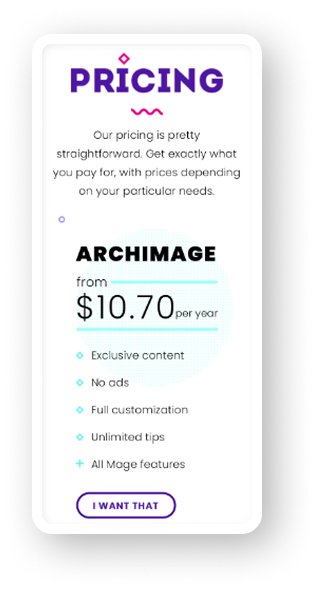 PRICING
Our pricing is pretty
straightforward. Get exactly what
you pay for, with prices depending
on your particular needs.
ARCHIMAGE
from
$10.70 per year
Exclusive content
No ads
Full customization
Unlimited tips
All Mage features
I WANT THAT